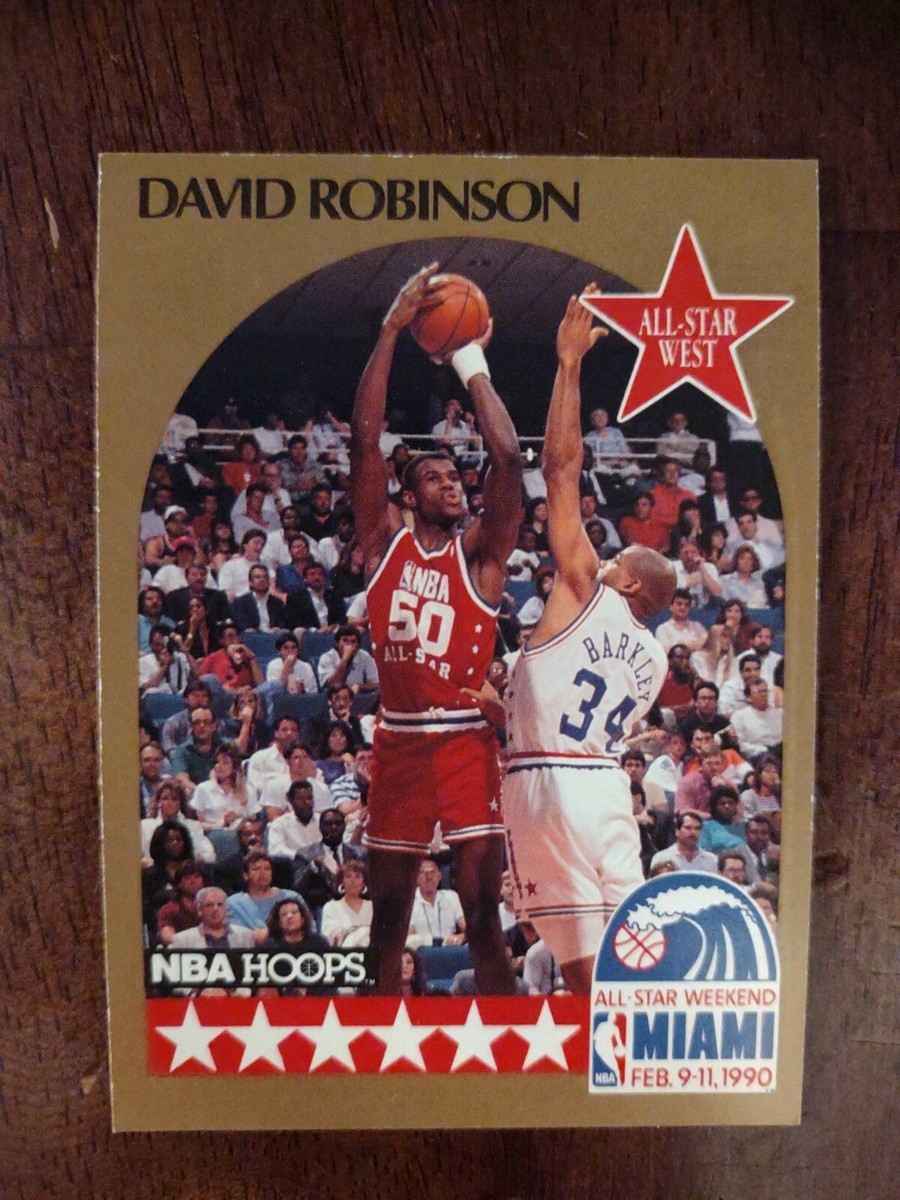 DAVID ROBINSON
ALL-STAR
WEST
NBA
50
ALL-STAR
BARKLEY
34
NBA HOOPS™
ALL-STAR WEEKEND
MIAMI
NBA
FEB. 9-11, 1990